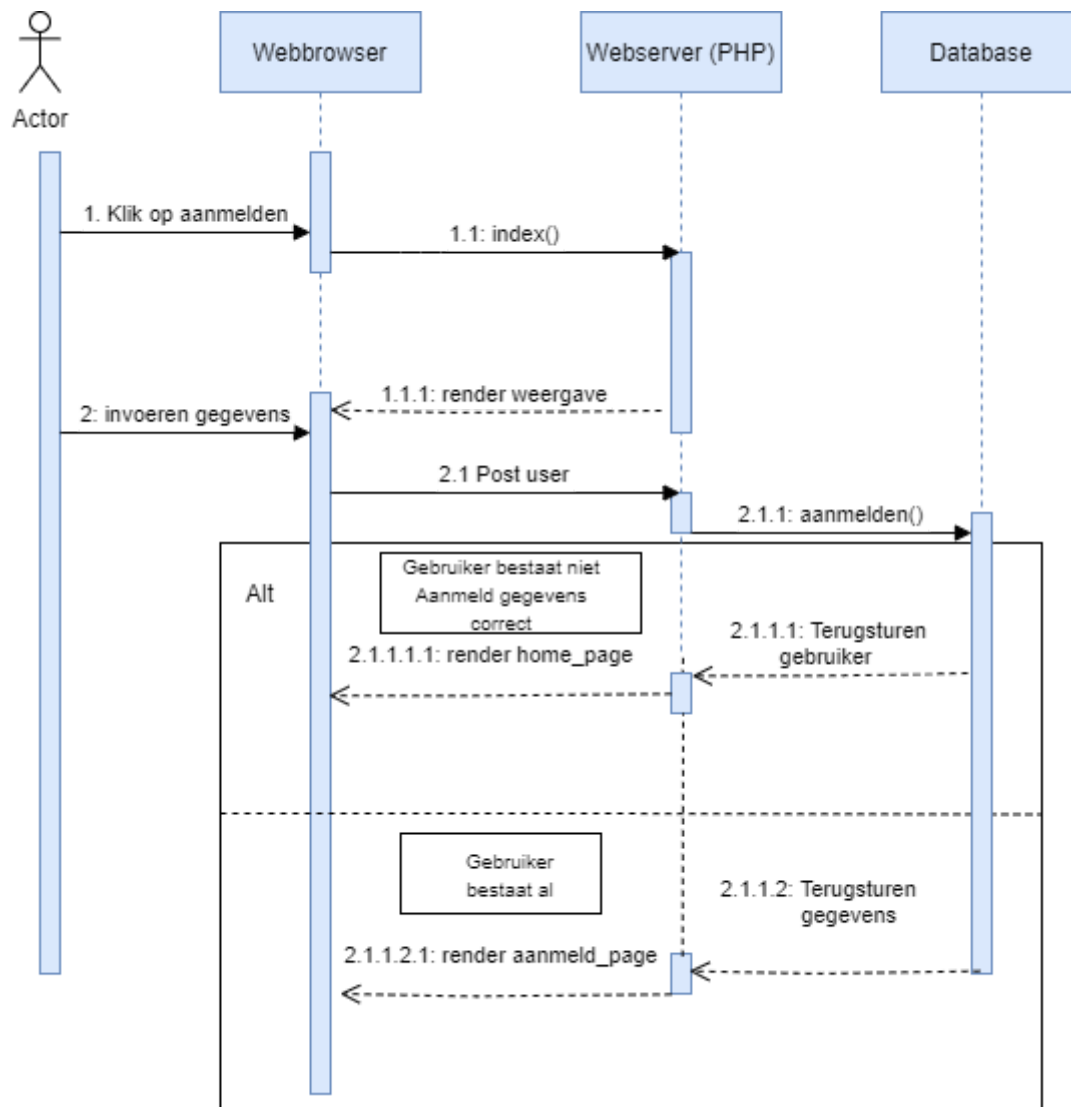 Webbrowser
Webserver (PHP)
Database
Actor
1. Klik op aanmelden
1.1: index()
1.1.1: render weergave
2: invoeren gegevens
2.1 Post user
2.1.1: aanmelden()
Alt
Gebruiker bestaat niet
Aanmeld gegevens
correct
2.1.1.1: Terugsturen
gebruiker
2.1.1.1.1: render home_page
Gebruiker
bestaat al
2.1.1.2: Terugsturen
gegevens
2.1.1.2.1: render aanmeld_page